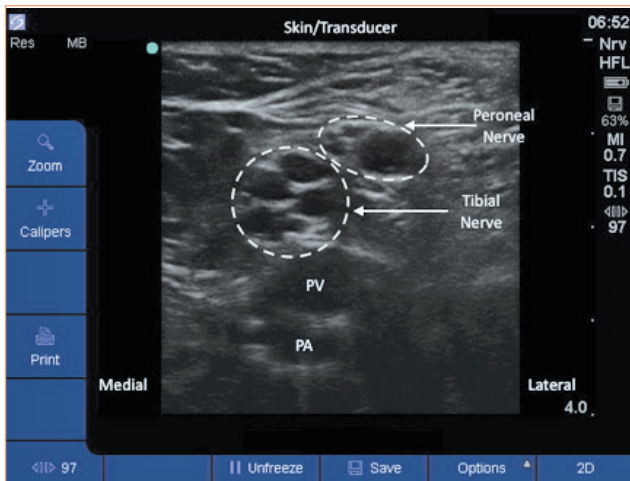 Skin/Transducer
06:52
Res MB
Nrv
HFL
63%
MI
0.7
TIS
0.1
97
Peroneal
Nerve
Zoom
Tibial
Nerve
Calipers
PV
PA
Print
Medial
Lateral
4.0
97
Unfreeze
Save
Options
2D